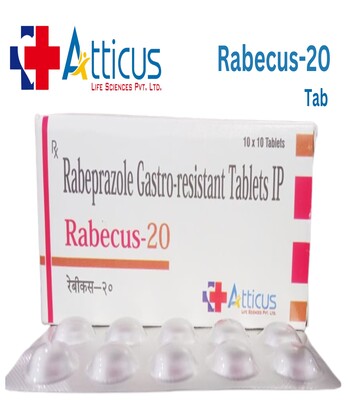 Atticus
LIFE SCIENCES PVT. LTD.
Rabecus-20
Tab
10 x 10 Tablets
Rx
Rabeprazole Gastro-resistant Tablets IP
Rabecus-20
रेबीकस-२०
Atticus
LIFE SCIENCES PVT. LTD.